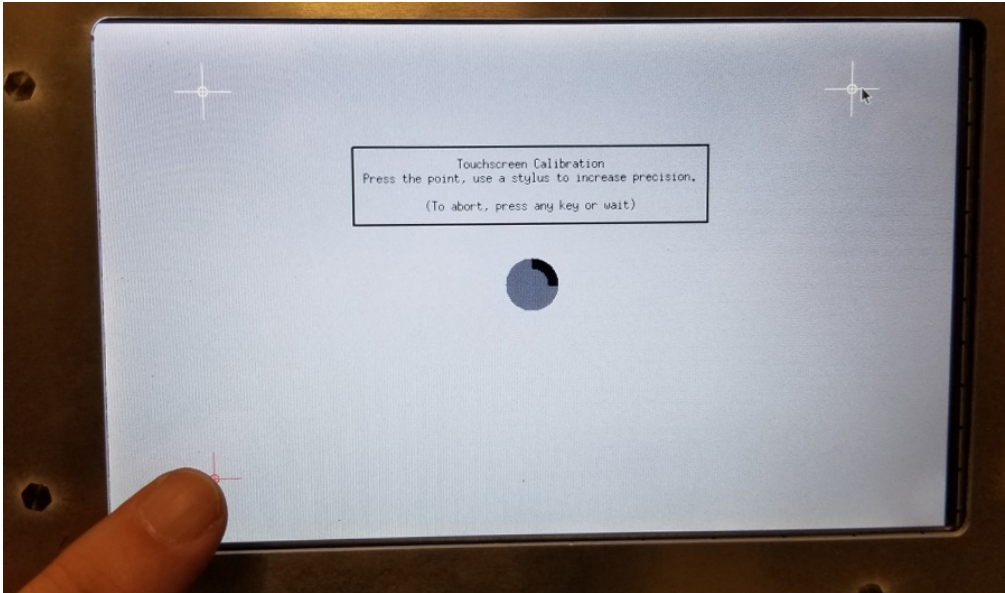 Touchscreen Calibration
Press the point, use a stylus to increase precision.
(To abort, press any key or wait)